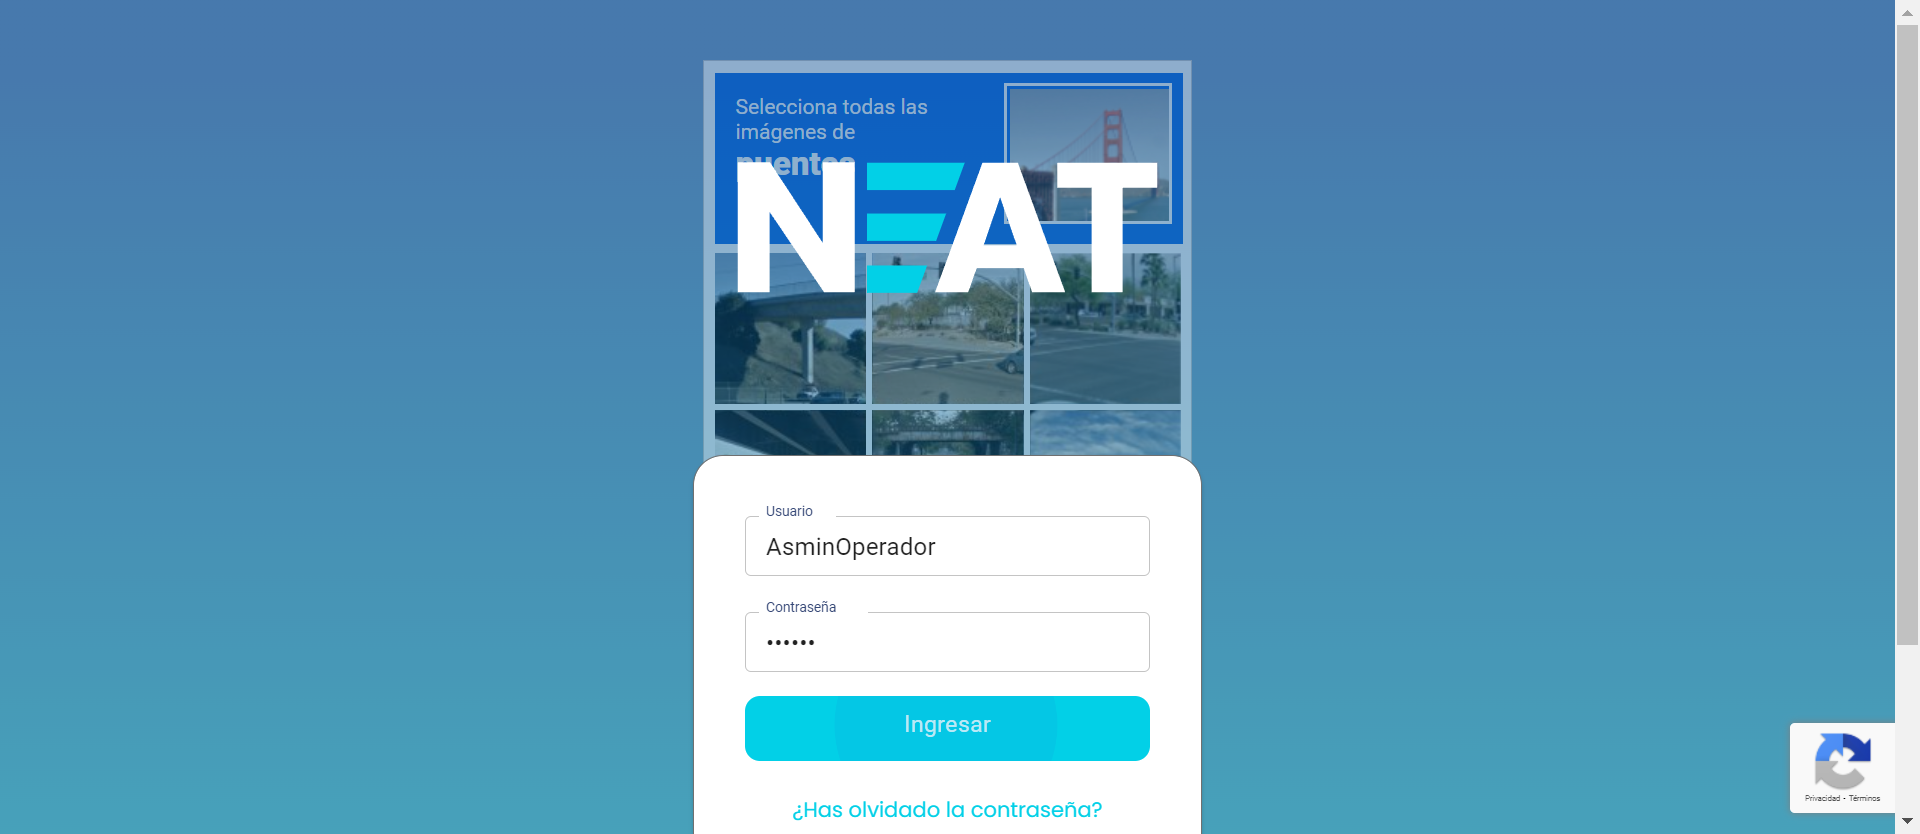 Selecciona todas las
imágenes de
puentes
NEAT
Usuario
AsminOperador
Contraseña
••••••
Ingresar
¿Has olvidado la contraseña?
Privacidad - Términos